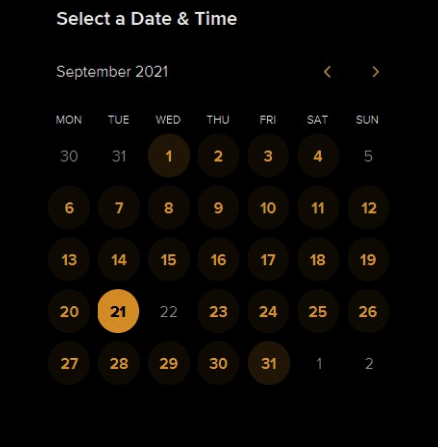 Select a Date & Time
September 2021
MON TUE WED THU FRI SAT SUN
30 31 1 2 3 4 5
6 7 8 9 10 11 12
13 14 15 16 17 18 19
20 21 22 23 24 25 26
27 28 29 30 31 1 2